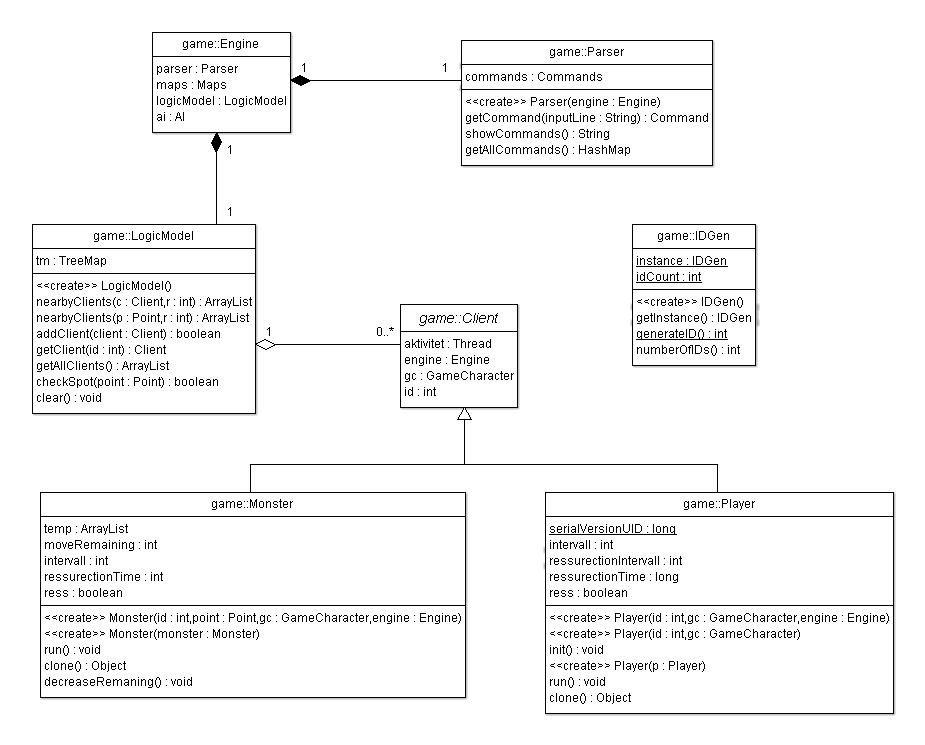 game::Engine
parser : Parser
maps : Maps
logicModel : LogicModel
ai : AI
1
1
game::Parser
commands : Commands
<<create>> Parser(engine : Engine)
getCommand(inputLine : String) : Command
showCommands() : String
getAllCommands() : HashMap
1
1
game::LogicModel
tm : TreeMap
<<create>> LogicModel()
nearbyClients(c : Client,r : int) : ArrayList
nearbyClients(p : Point,r : int) : ArrayList
addClient(client : Client) : boolean
getClient(id : int) : Client
getAllClients() : ArrayList
checkSpot(point : Point) : boolean
clear() : void
1
0..*
game::Client
aktivitet : Thread
engine : Engine
gc : GameCharacter
id : int
game::IDGen
instance : IDGen
idCount : int
<<create>> IDGen()
getInstance() : IDGen
generateID() : int
numberOfIDs() : int
game::Monster
temp : ArrayList
moveRemaining : int
intervall : int
ressurectionTime : int
ress : boolean
<<create>> Monster(id : int,point : Point,gc : GameCharacter,engine : Engine)
<<create>> Monster(monster : Monster)
run() : void
clone() : Object
decreaseRemaning() : void
game::Player
serialVersionUID : long
intervall : int
ressurectionIntervall : int
ressurectionTime : long
ress : boolean
<<create>> Player(id : int,gc : GameCharacter,engine : Engine)
<<create>> Player(id : int,gc : GameCharacter)
init() : void
<<create>> Player(p : Player)
run() : void
clone() : Object